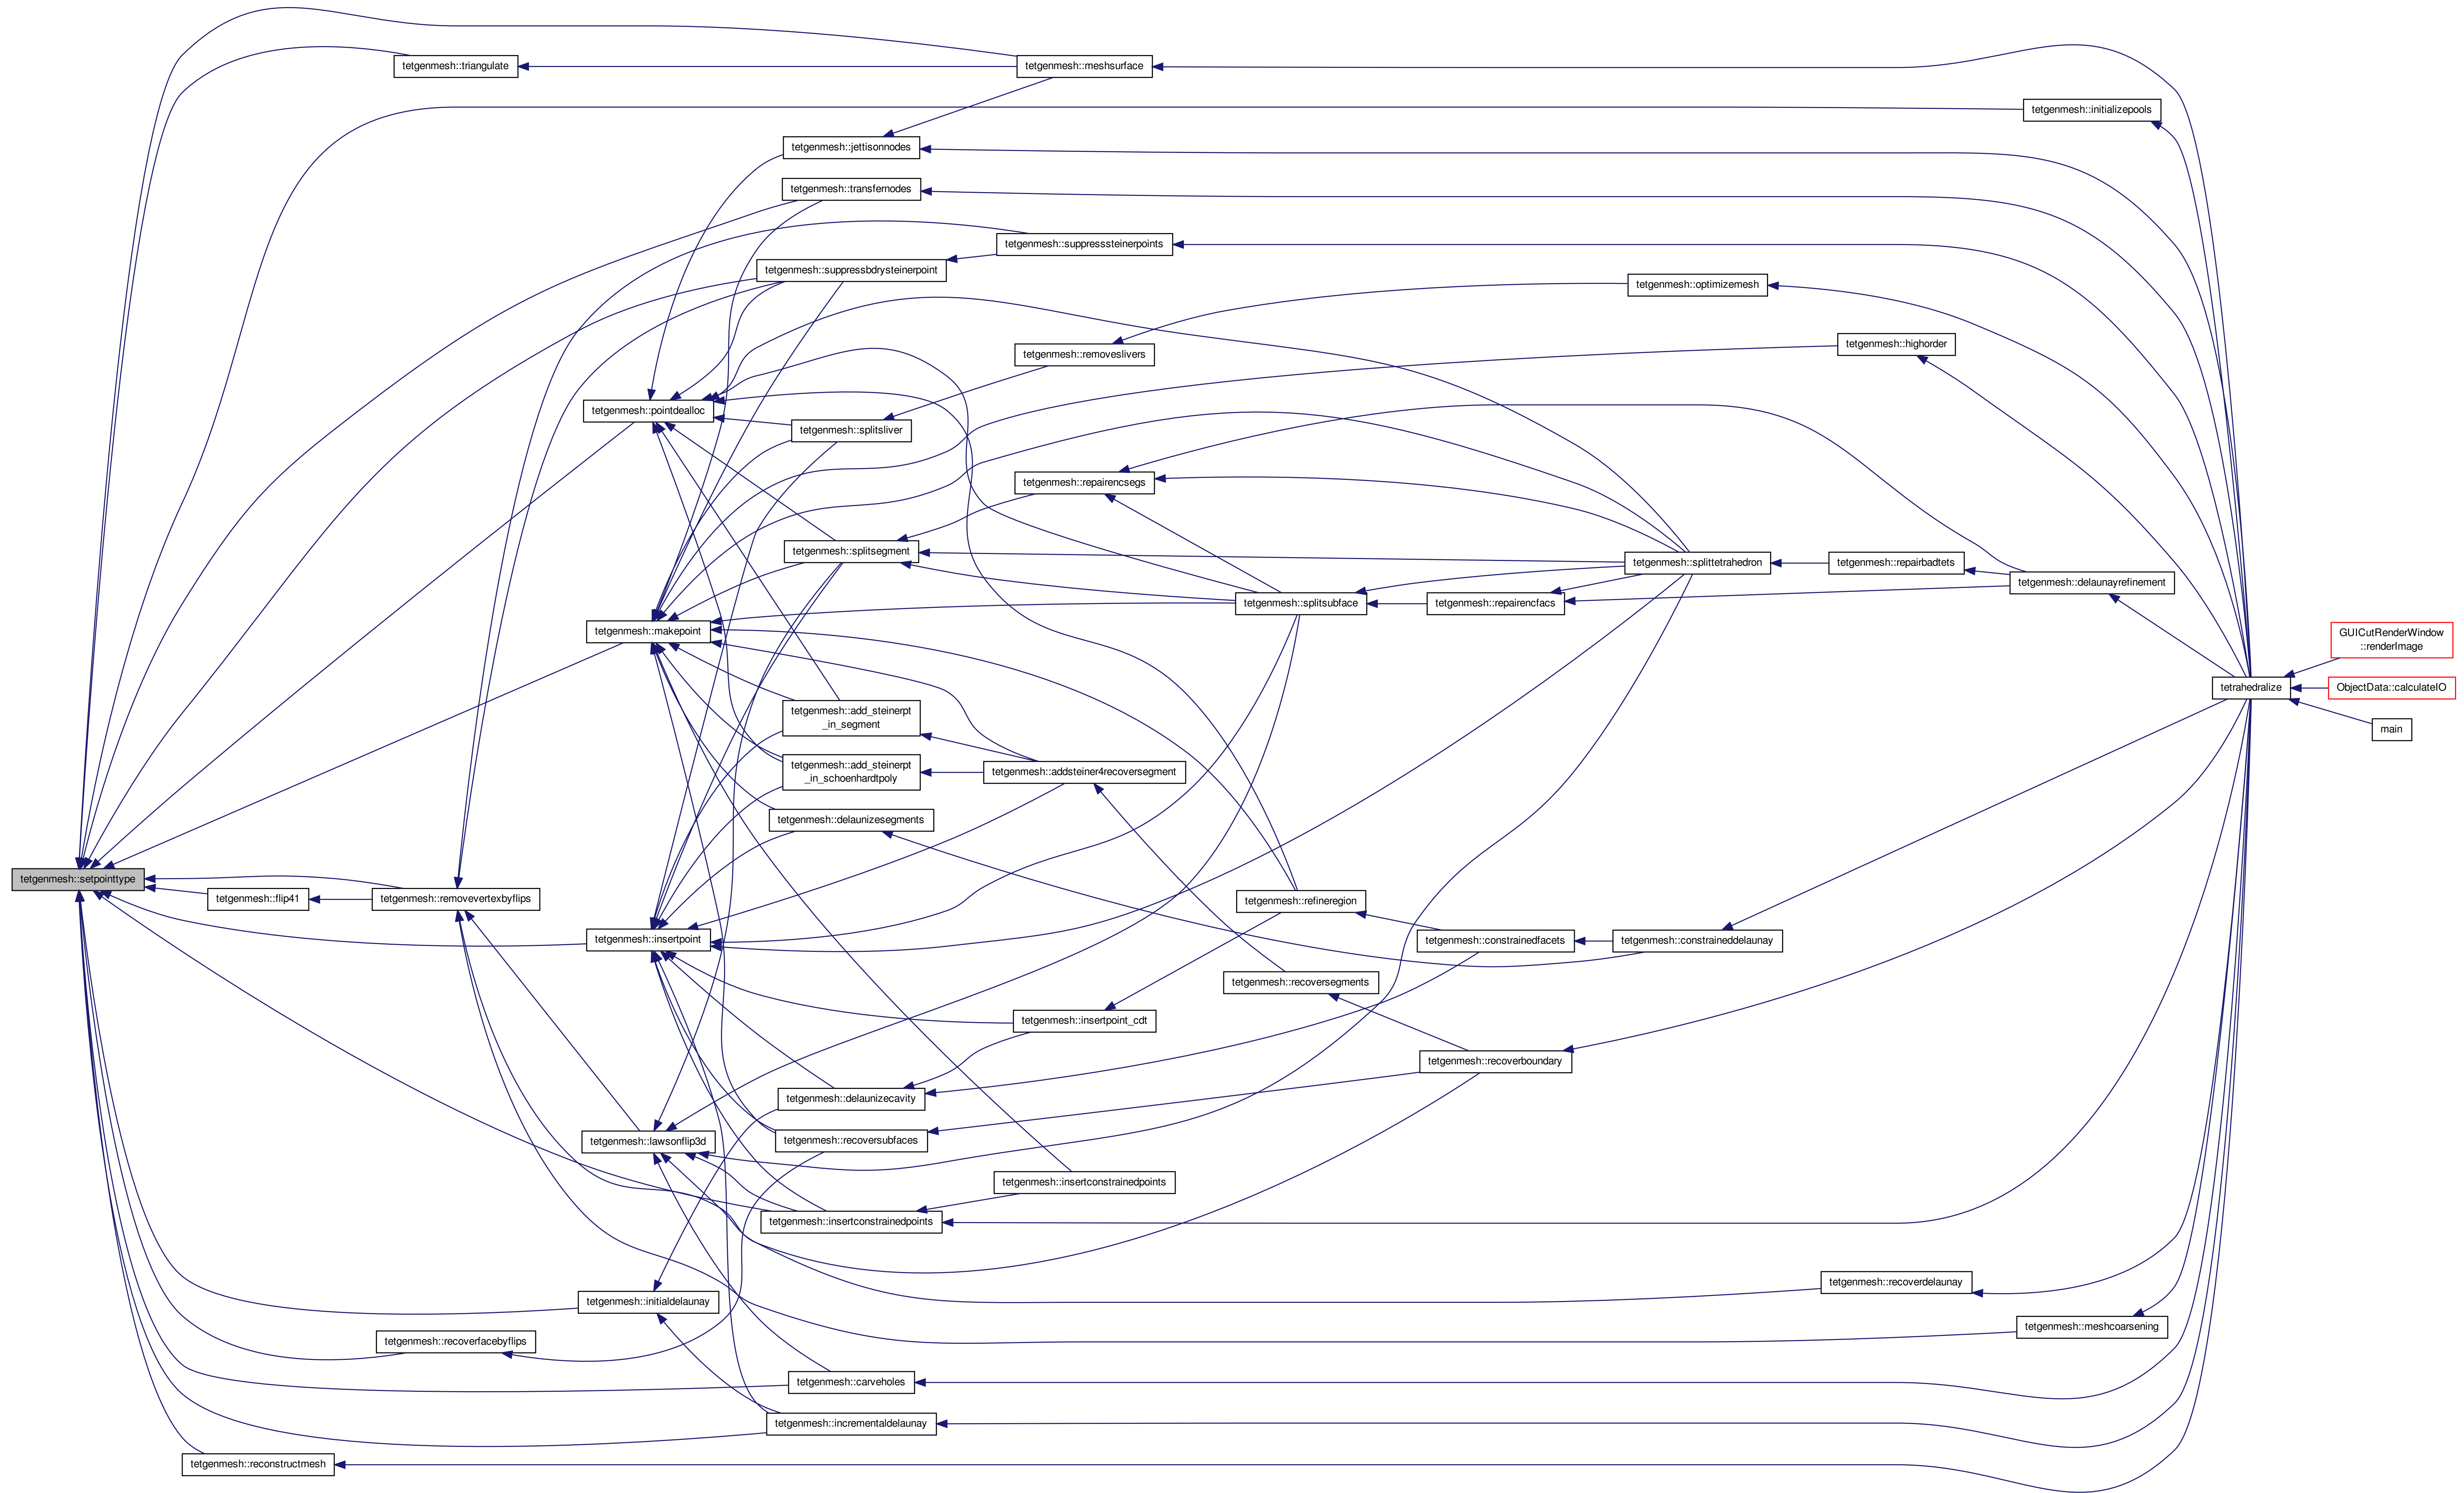 tetgenmesh::triangulate
tetgenmesh::meshsurface
tetgenmesh::initializepools
tetgenmesh::jettisonnodes
tetgenmesh::transfernodes
tetgenmesh::suppresssteinerpoints
tetgenmesh::suppressbdrysteinerpoint
tetgenmesh::optimizemesh
tetgenmesh::highorder
tetgenmesh::removeslivers
tetgenmesh::pointdealloc
tetgenmesh::splitsliver
tetgenmesh::repairencsegs
tetgenmesh::splitsegment
tetgenmesh::splittetrahedron
tetgenmesh::repairbadtets
tetgenmesh::delaunayrefinement
tetgenmesh::splitsubface
tetgenmesh::repairencfacs
tetgenmesh::makepoint
GUICutRenderWindow
::renderImage
tetrahedralize
ObjectData::calculateIO
main
tetgenmesh::add_steinerpt
_in_segment
tetgenmesh::add_steinerpt
_in_schoenhardtpoly
tetgenmesh::addsteiner4recoversegment
tetgenmesh::delaunizesegments
tetgenmesh::setpointtype
tetgenmesh::flip41
tetgenmesh::removevertexbyflips
tetgenmesh::refineregion
tetgenmesh::insertpoint
tetgenmesh::constrainedfacets
tetgenmesh::constraineddelaunay
tetgenmesh::recoversegments
tetgenmesh::insertpoint_cdt
tetgenmesh::recoverboundary
tetgenmesh::delaunizecavity
tetgenmesh::lawsonflip3d
tetgenmesh::recoversubfaces
tetgenmesh::insertconstrainedpoints
tetgenmesh::insertconstrainedpoints
tetgenmesh::recoverdelaunay
tetgenmesh::initialdelaunay
tetgenmesh::meshcoarsening
tetgenmesh::recoverfacebyflips
tetgenmesh::carveholes
tetgenmesh::incrementaldelaunay
tetgenmesh::reconstructmesh